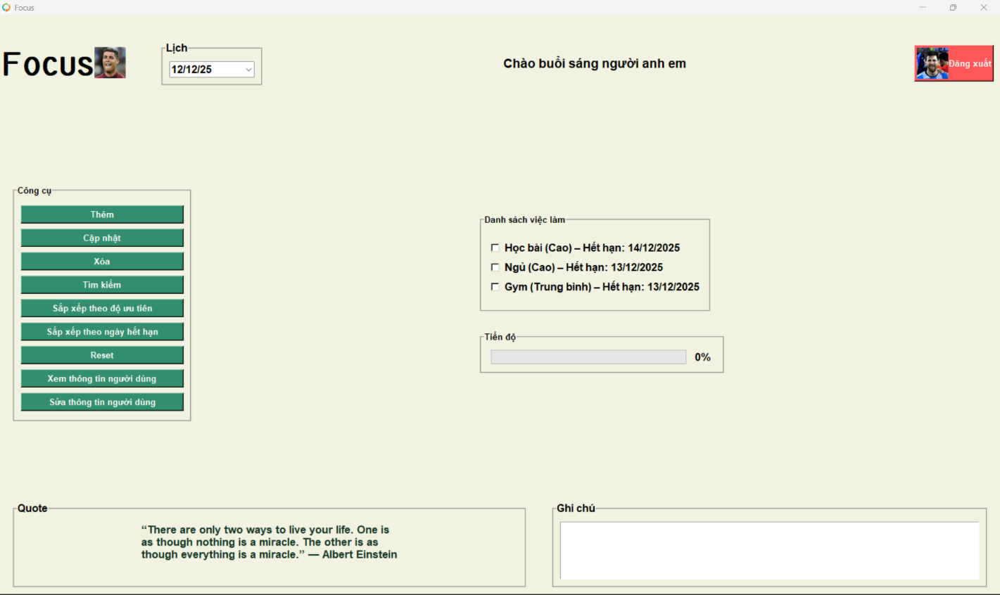 Focus
Focus
Lịch
12/12/25
Chào buổi sáng người anh em
Đăng xuất
Công cụ
Thêm
Cập nhật
Xóa
Tìm kiếm
Sắp xếp theo độ ưu tiên
Sắp xếp theo ngày hết hạn
Reset
Xem thông tin người dùng
Sửa thông tin người dùng
Danh sách việc làm
Học bài (Cao) – Hết hạn: 14/12/2025
Ngủ (Cao) – Hết hạn: 13/12/2025
Gym (Trung bình) – Hết hạn: 13/12/2025
Tiến độ
0%
Quote
“There are only two ways to live your life. One is
as though nothing is a miracle. The other is as
though everything is a miracle.” — Albert Einstein
Ghi chú